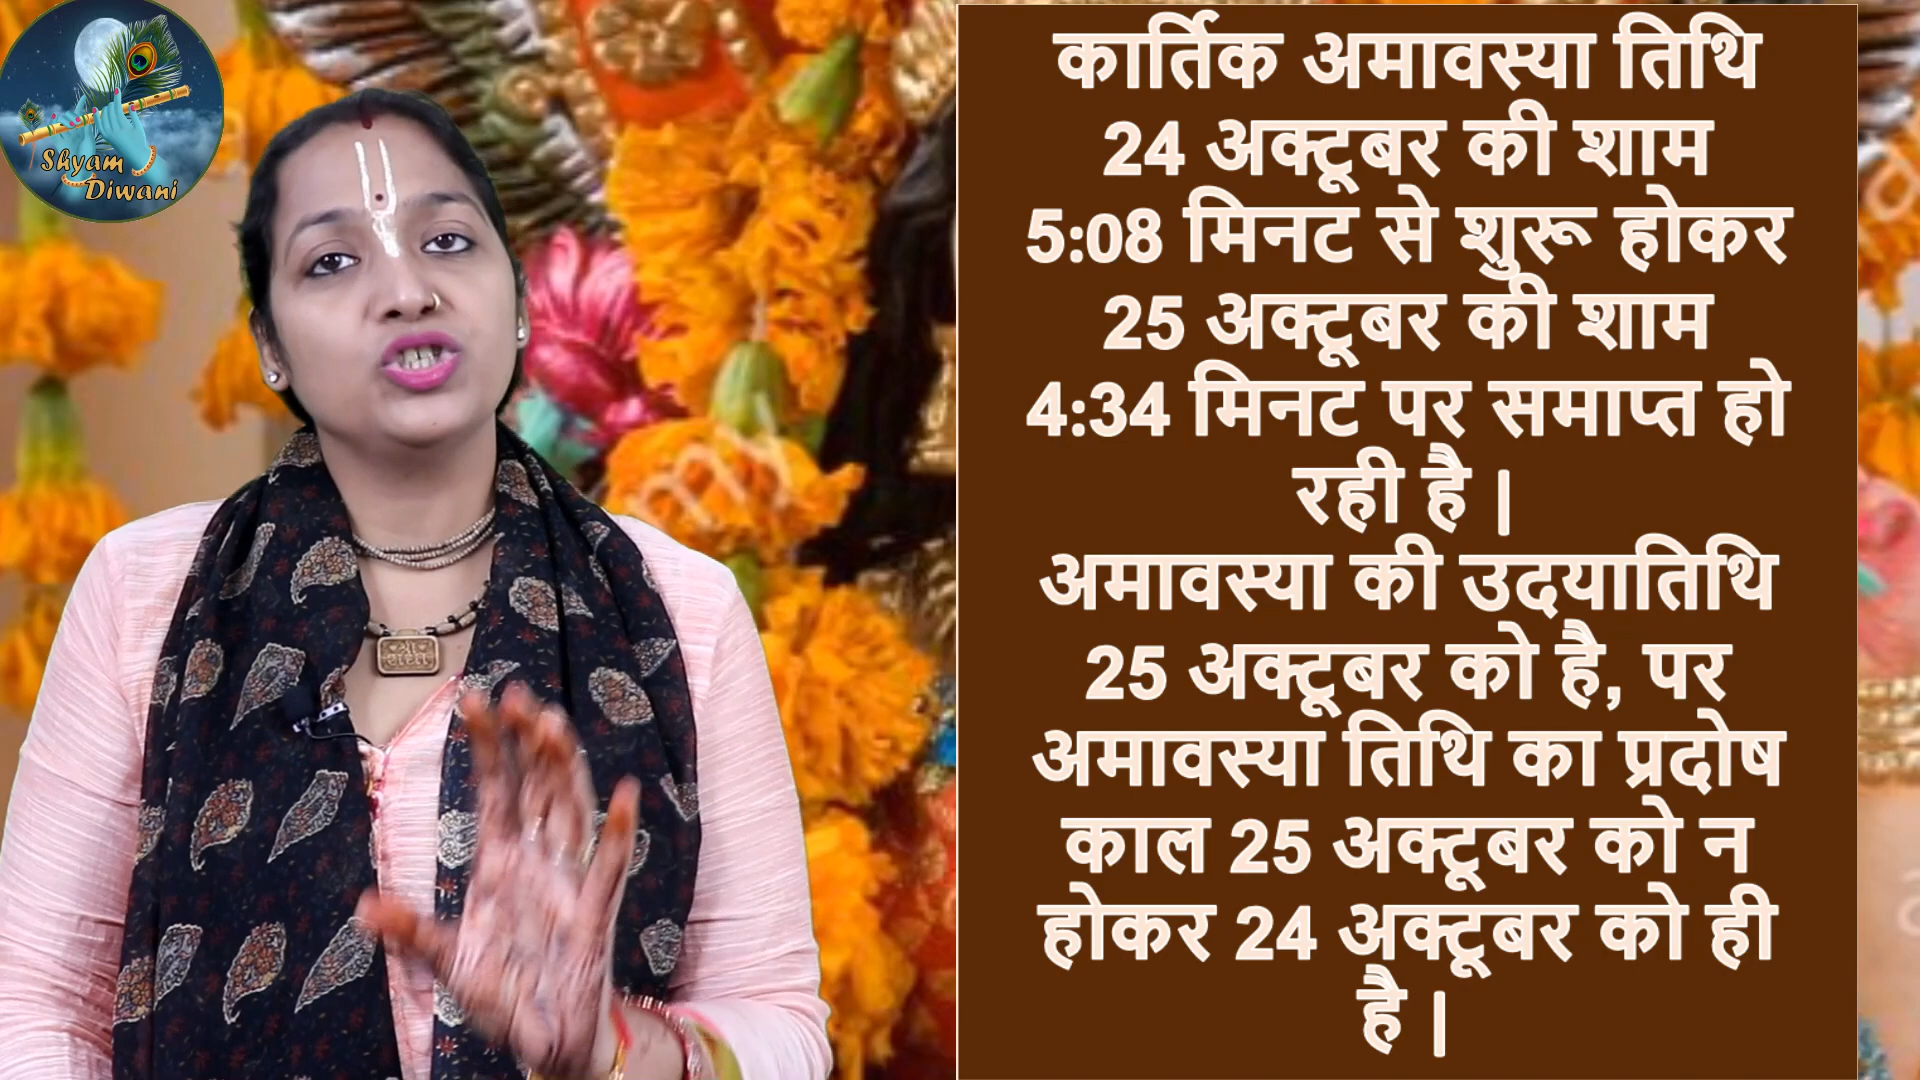 Shyam
Diwani
कार्तिक अमावस्या तिथि
24 अक्टूबर की शाम
5:08 मिनट से शुरू होकर
25 अक्टूबर की शाम
4:34 मिनट पर समाप्त हो
रही है |
अमावस्या की उदयातिथि
25 अक्टूबर को है, पर
अमावस्या तिथि का प्रदोष
काल 25 अक्टूबर को न
होकर 24 अक्टूबर को ही
है |
श्री
राधा